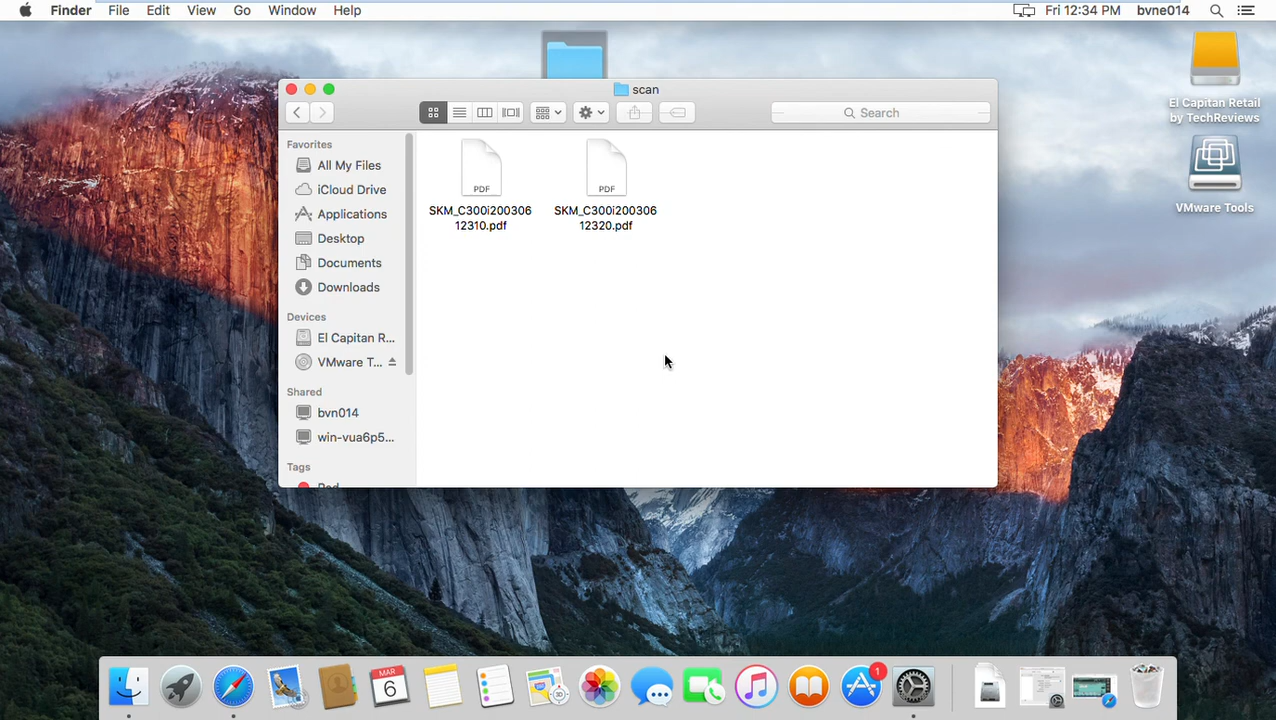 Finder File Edit View Go Window Help Fri 12:34 PM bvne014
scan
Search
Favorites
All My Files
iCloud Drive
Applications
Desktop
Documents
Downloads
Devices
El Capitan R...
VMware T...
Shared
bvn014
win-vua6p5...
Tags
Red
PDF
SKM_C300i200306
12310.pdf
PDF
SKM_C300i200306
12320.pdf
El Capitan Retail
by TechReviews
VMware Tools
MAR
6
1